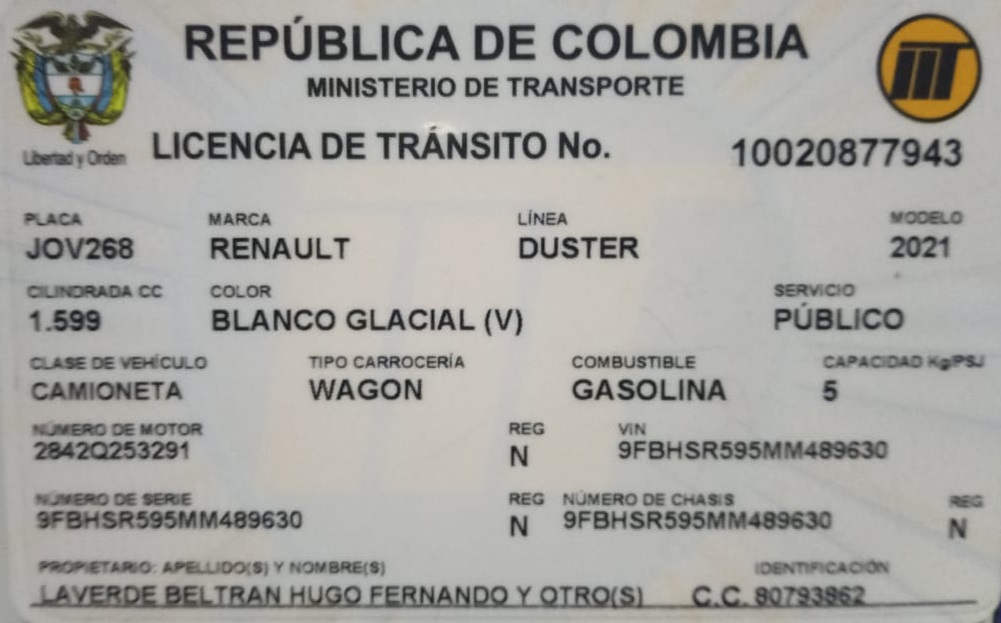 REPÚBLICA DE COLOMBIA
MINISTERIO DE TRANSPORTE
Libertad y Orden
LICENCIA DE TRÁNSITO No. 10020877943
PLACA MARCA LÍNEA MODELO
JOV268 RENAULT DUSTER 2021
CILINDRADA CC COLOR SERVICIO
1.599 BLANCO GLACIAL (V) PÚBLICO
CLASE DE VEHÍCULO TIPO CARROCERÍA COMBUSTIBLE CAPACIDAD Kg/PSJ
CAMIONETA WAGON GASOLINA 5
NÚMERO DE MOTOR REG VIN
2842Q253291 N 9FBHSR595MM489630
NÚMERO DE SERIE REG NÚMERO DE CHASIS REG
9FBHSR595MM489630 N 9FBHSR595MM489630 N
PROPIETARIO: APELLIDO(S) Y NOMBRE(S) IDENTIFICACIÓN
LAVERDE BELTRAN HUGO FERNANDO Y OTRO(S) C.C. 80793862